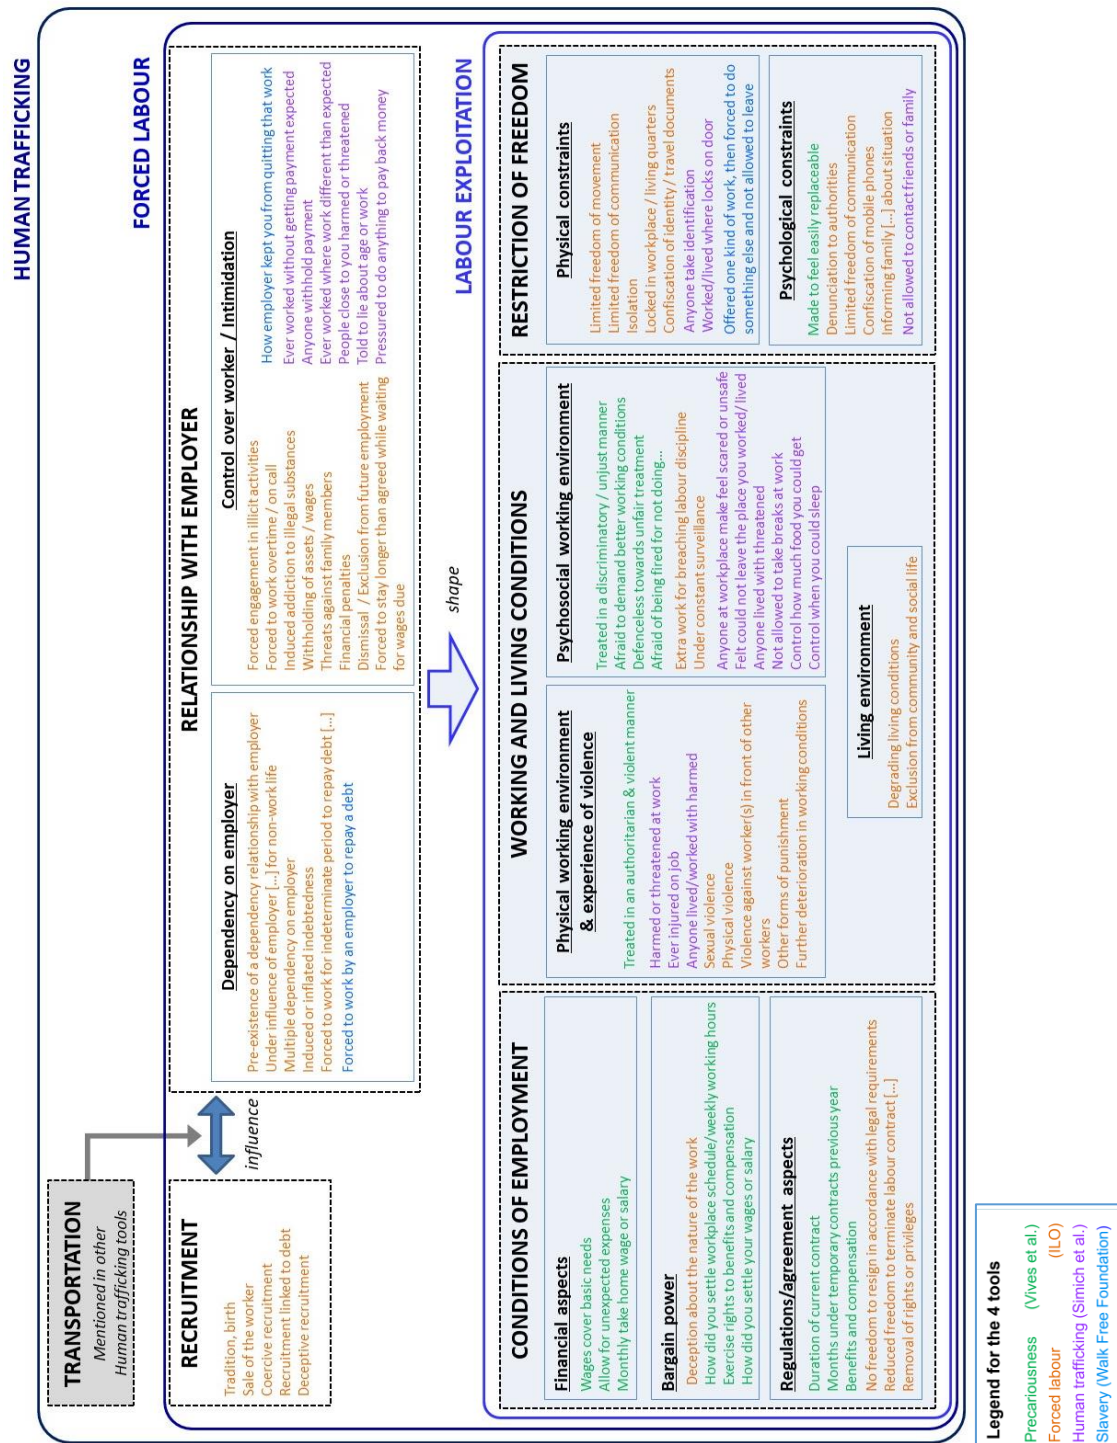 HUMAN TRAFFICKING
TRANSPORTATION
Mentioned in other
Human trafficking tools
FORCED LABOUR
RECRUITMENT
Tradition, birth
Sale of the worker
Coercive recruitment
Recruitment linked to debt
Deceptive recruitment
influence
RELATIONSHIP WITH EMPLOYER
Dependency on employer
Pre-existence of a dependency relationship with employer
Under influence of employer [...] for non-work life
Multiple dependency on employer
Induced or inflated indebtedness
Forced to work for indeterminate period to repay debt [...]
Forced to work by an employer to repay a debt
Control over worker / Intimidation
Forced engagement in illicit activities
Forced to work overtime / on call
Induced addiction to illegal substances
Withholding of assets / wages
Threats against family members
Financial penalties
Dismissal / Exclusion from future employment
Forced to stay longer than agreed while waiting
for wages due
How employer kept you from quitting that work
Ever worked without getting payment expected
Anyone withhold payment
Ever worked where work different than expected
People close to you harmed or threatened
Told to lie about age or work
Pressured to do anything to pay back money
shape
LABOUR EXPLOITATION
CONDITIONS OF EMPLOYMENT
Financial aspects
Wages cover basic needs
Allow for unexpected expenses
Monthly take home wage or salary
Bargain power
Deception about the nature of the work
How did you settle workplace schedule/weekly working hours
Exercise rights to benefits and compensation
How did you settle your wages or salary
Regulations/agreement aspects
Duration of current contract
Months under temporary contracts previous year
Benefits and compensation
No freedom to resign in accordance with legal requirements
Reduced freedom to terminate labour contract [...]
Removal of rights or privileges
WORKING AND LIVING CONDITIONS
Physical working environment
& experience of violence
Treated in an authoritarian & violent manner
Harmed or threatened at work
Ever injured on job
Anyone lived/worked with harmed
Sexual violence
Physical violence
Violence against worker(s) in front of other
workers
Other forms of punishment
Further deterioration in working conditions
Psychosocial working environment
Treated in a discriminatory / unjust manner
Afraid to demand better working conditions
Defenceless towards unfair treatment
Afraid of being fired for not doing...
Extra work for breaching labour discipline
Under constant surveillance
Anyone at workplace make feel scared or unsafe
Felt could not leave the place you worked/ lived
Anyone lived with threatened
Not allowed to take breaks at work
Control how much food you could get
Control when you could sleep
Living environment
Degrading living conditions
Exclusion from community and social life
RESTRICTION OF FREEDOM
Physical constraints
Limited freedom of movement
Limited freedom of communication
Isolation
Locked in workplace / living quarters
Confiscation of identity / travel documents
Anyone take identification
Worked/lived where locks on door
Offered one kind of work, then forced to do
something else and not allowed to leave
Psychological constraints
Made to feel easily replaceable
Denunciation to authorities
Limited freedom of communication
Confiscation of mobile phones
Informing family [...] about situation
Not allowed to contact friends or family
Legend for the 4 tools
Precariousness (Vives et al.)
Forced labour (ILO)
Human trafficking (Simich et al.)
Slavery (Walk Free Foundation)